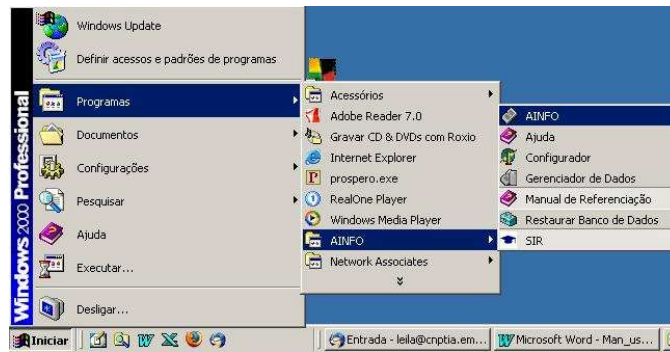 Windows 2000 Professional
Windows Update
Definir acessos e padrões de programas
Programas
Documentos
Configurações
Pesquisar
Ajuda
Executar...
Desligar...
Acessórios
Adobe Reader 7.0
Gravar CD & DVDs com Roxio
Internet Explorer
prospero.exe
RealOne Player
Windows Media Player
AINFO
Network Associates
AINFO
Ajuda
Configurador
Gerenciador de Dados
Manual de Referenciação
Restaurar Banco de Dados
SIR
Iniciar
Entrada - leila@cnptia.em...
Microsoft Word - Man_us...